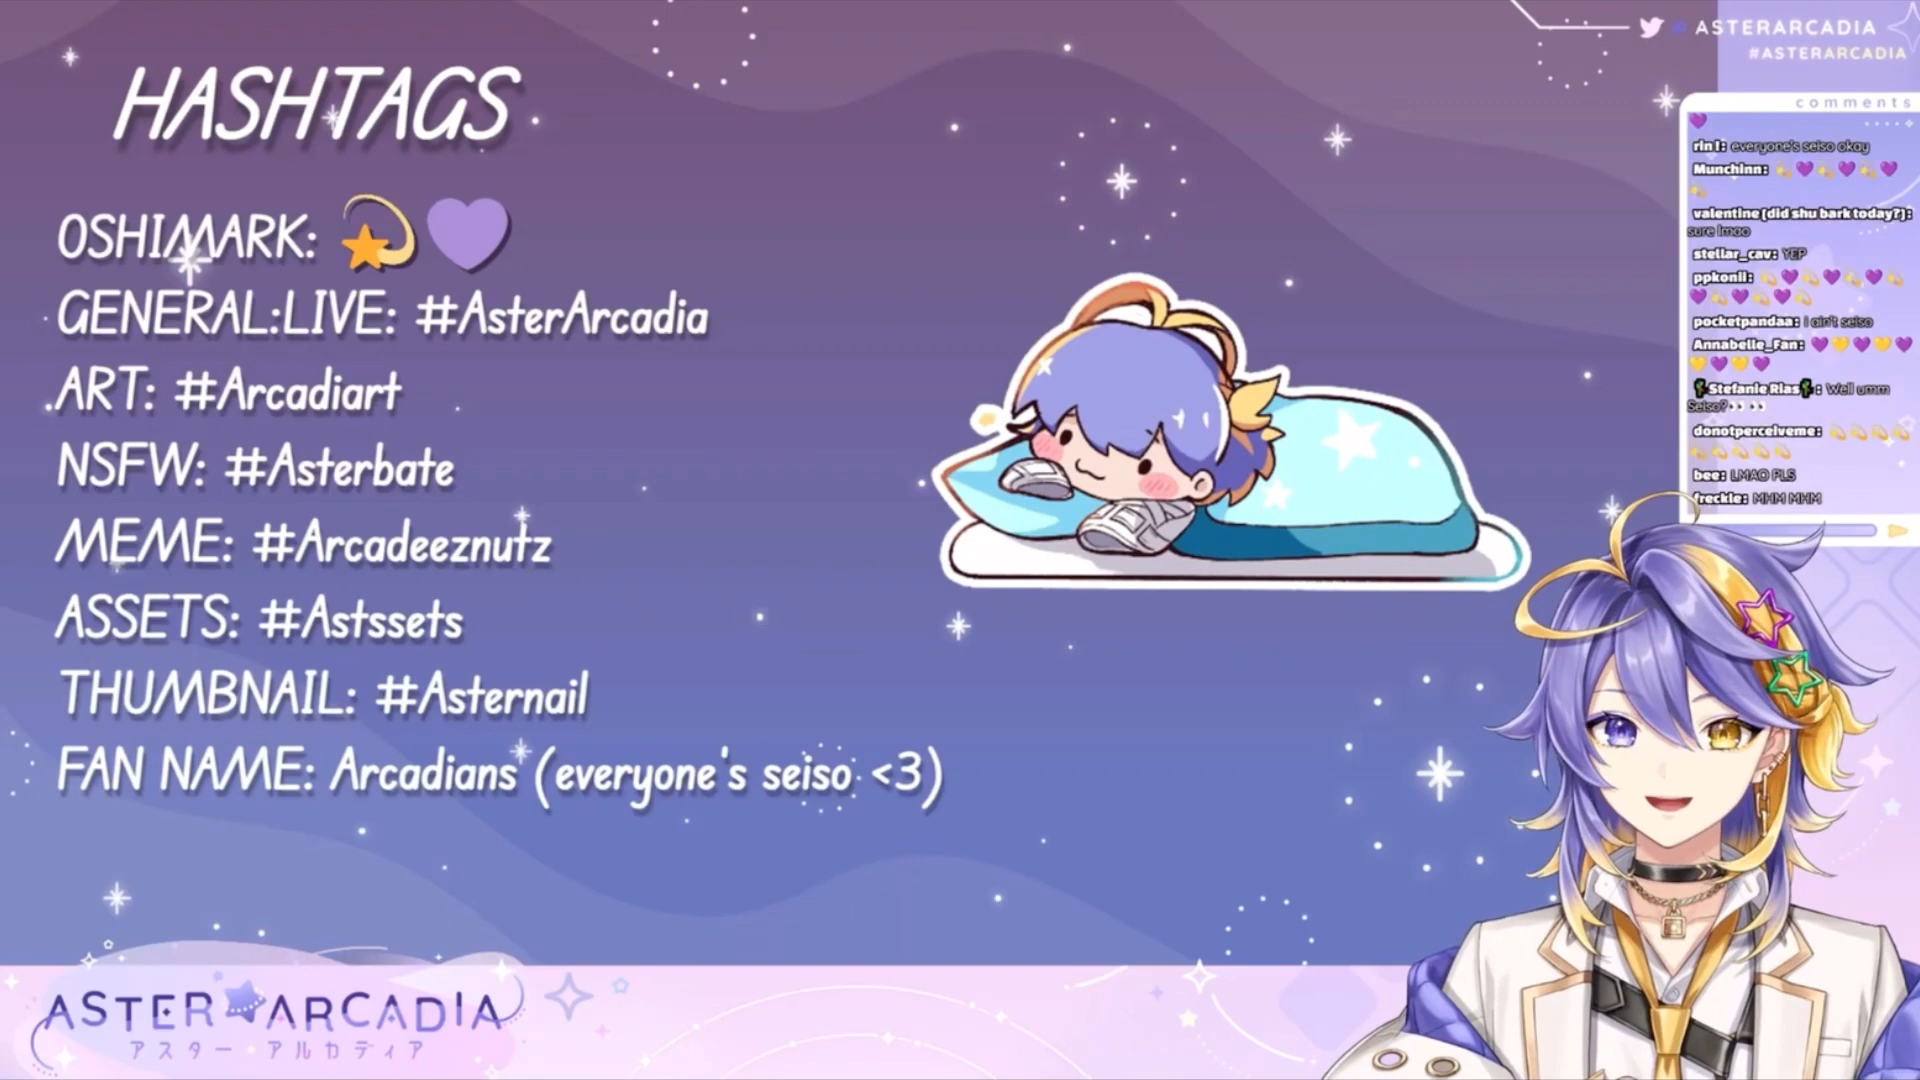 HASHTAGS
OSHIMARK: 💫💜
GENERAL:LIVE: #AsterArcadia
ART: #Arcadiart
NSFW: #Asterbate
MEME: #Arcadeeznutz
ASSETS: #Astssets
THUMBNAIL: #Asternail
FAN NAME: Arcadians (everyone's seiso <3)
ASTERARCADIA
#ASTERARCADIA
comments
💜
rin!: everyone's seiso okay
Munchinn: 💫💜💫💜💫💜
💫
valentine (did shu bark today?):
sure lmao
stellar_cav: YEP
ppkonii: 💫💜💫💜💫💜💫
💜💫💜💫💜💫
pocketpandaa: i ain't seiso
Annabelle_Fan: 💜💛💜💛💜
💛💜💛💜
Stefanie Rias: Well umm
Seiso? 👀 👀
donotperceiveme: 💫💫💫💫
💫💫💫💫💫
bee: LMAO PLS
freckle: MHM MHM
ASTER ARCADIA
アスター アルカディア